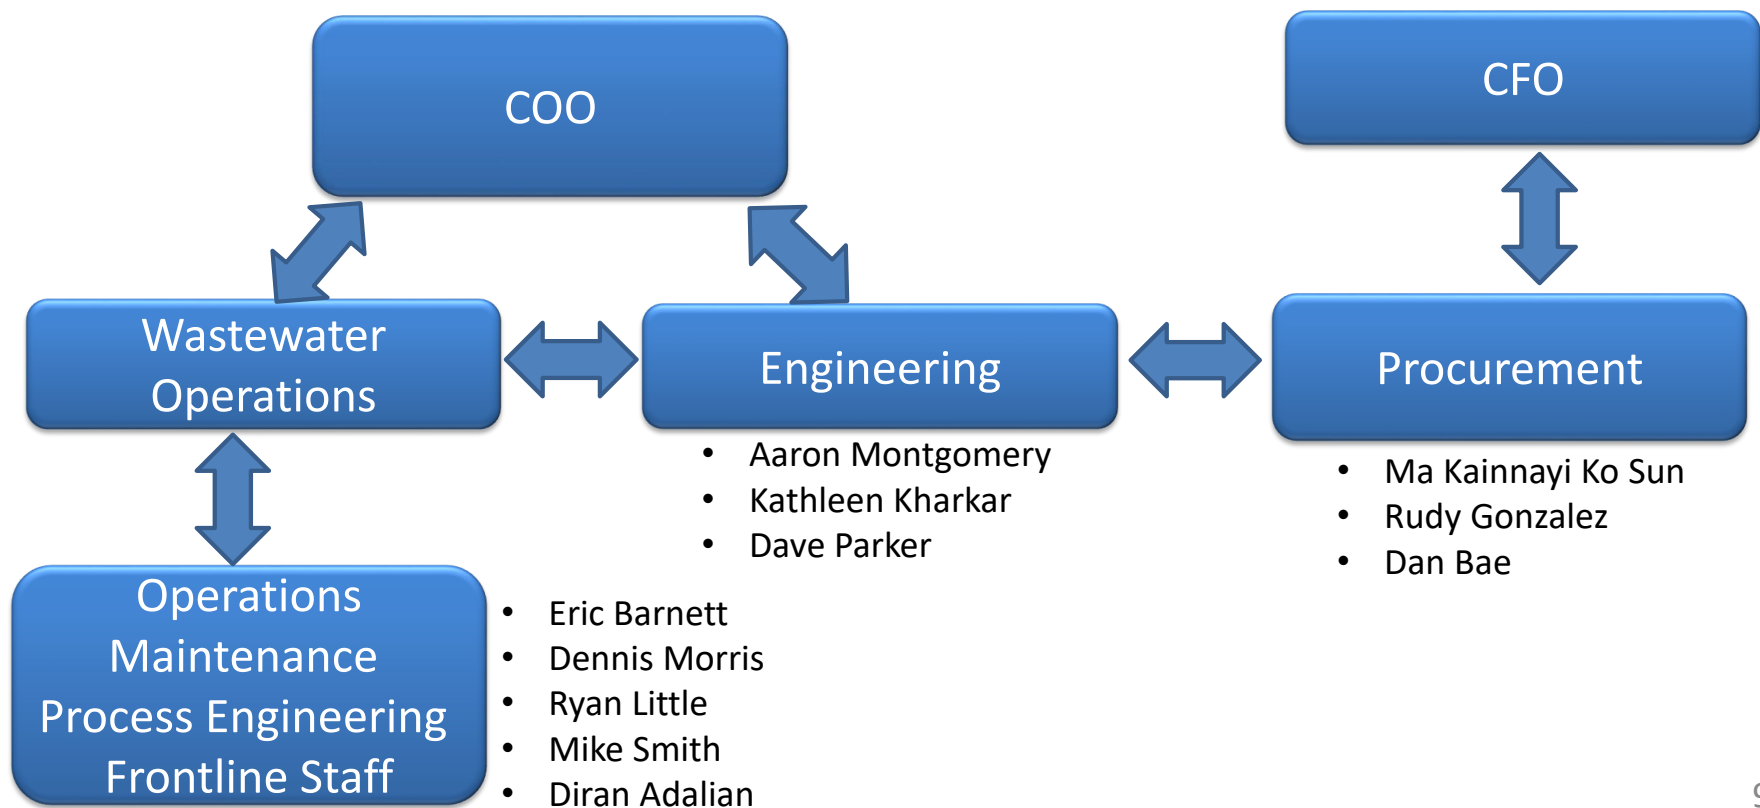 COO
CFO
Wastewater
Operations
Engineering
Procurement
• Aaron Montgomery
• Kathleen Kharkar
• Dave Parker
• Ma Kainnayi Ko Sun
• Rudy Gonzalez
• Dan Bae
Operations
Maintenance
Process Engineering
Frontline Staff
• Eric Barnett
• Dennis Morris
• Ryan Little
• Mike Smith
• Diran Adalian